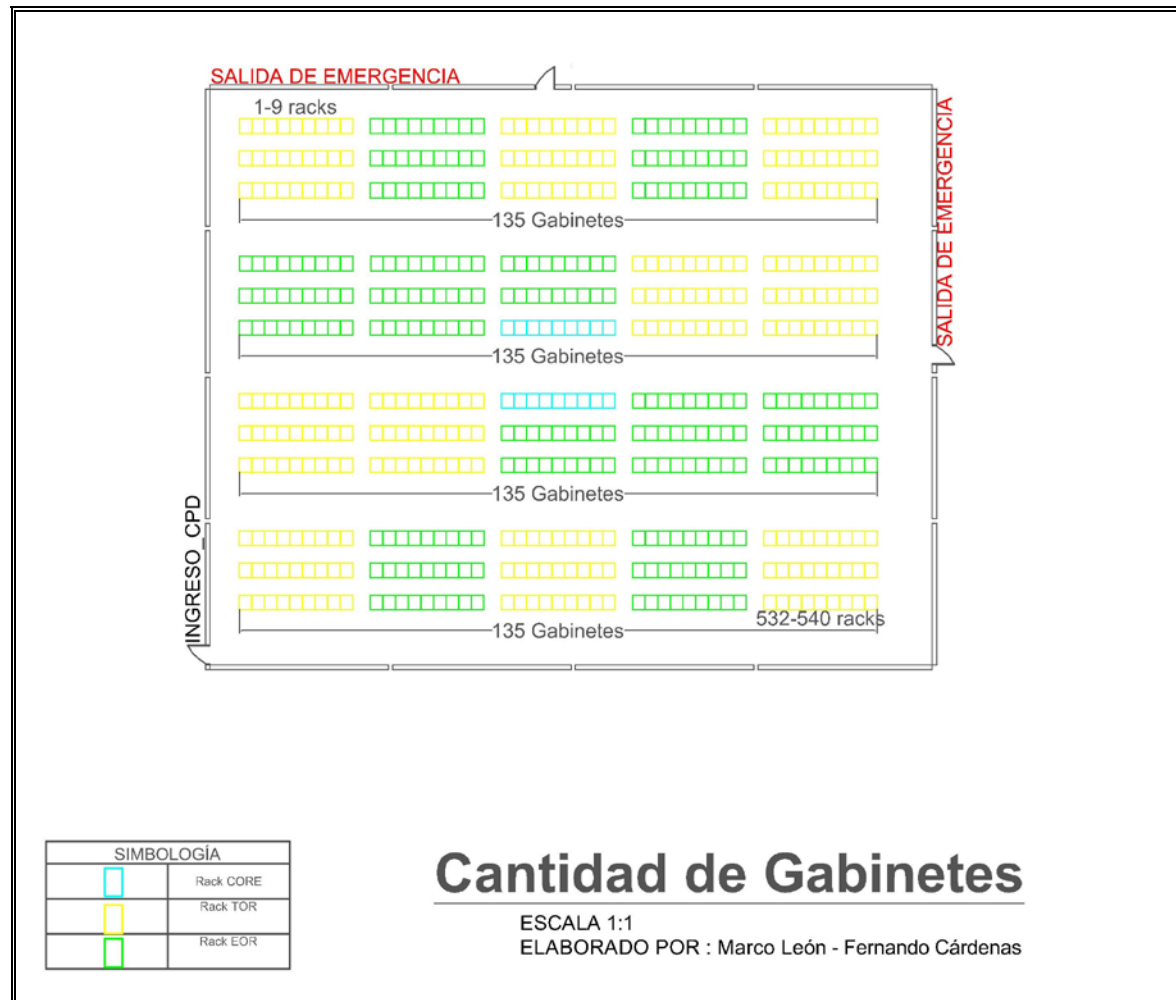 SALIDA DE EMERGENCIA
1-9 racks
SALIDA DE EMERGENCIA
135 Gabinetes
135 Gabinetes
135 Gabinetes
INGRESO_CPD
532-540 racks
135 Gabinetes
SIMBOLOGÍA
Rack CORE
Rack TOR
Rack EOR
Cantidad de Gabinetes
ESCALA 1:1
ELABORADO POR : Marco León - Fernando Cárdenas